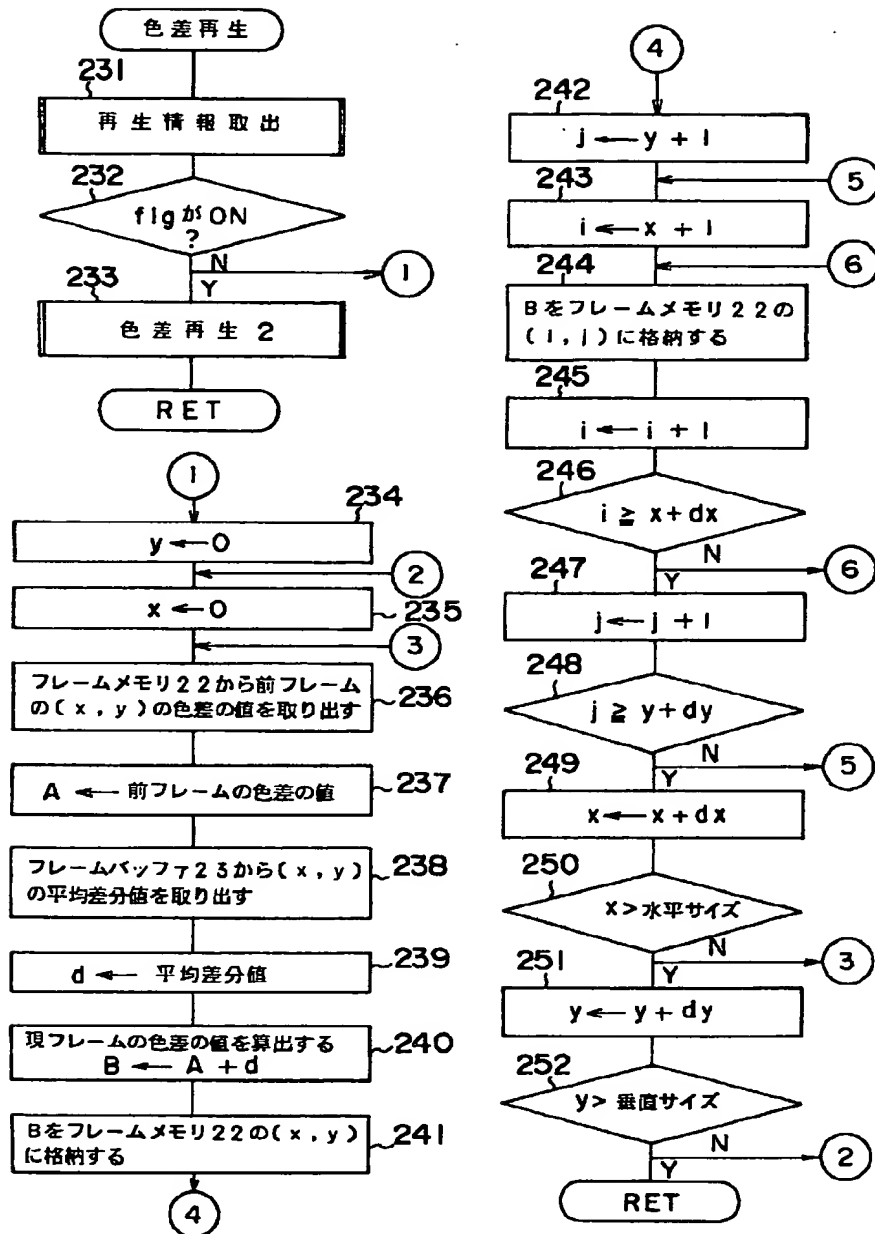 色差再生
231
再生情報取出
232
flgがON
?
N
1
Y
233
色差再生2
RET
1
234
y ← 0
2
x ← 0
235
3
フレームメモリ22から前フレーム
の(x,y)の色差の値を取り出す
236
A ← 前フレームの色差の値
237
フレームバッファ23から(x,y)
の平均差分値を取り出す
238
d ← 平均差分値
239
現フレームの色差の値を算出する
B ← A + d
240
Bをフレームメモリ22の(x,y)
に格納する
241
4
4
242
j ← y + 1
5
243
i ← x + 1
6
244
Bをフレームメモリ22の
(i,j)に格納する
245
i ← i + 1
246
i ≧ x + dx
N
6
Y
247
j ← j + 1
248
j ≧ y + dy
N
5
Y
249
x ← x + dx
250
x > 水平サイズ
N
3
Y
251
y ← y + dy
252
y > 垂直サイズ
N
2
Y
RET